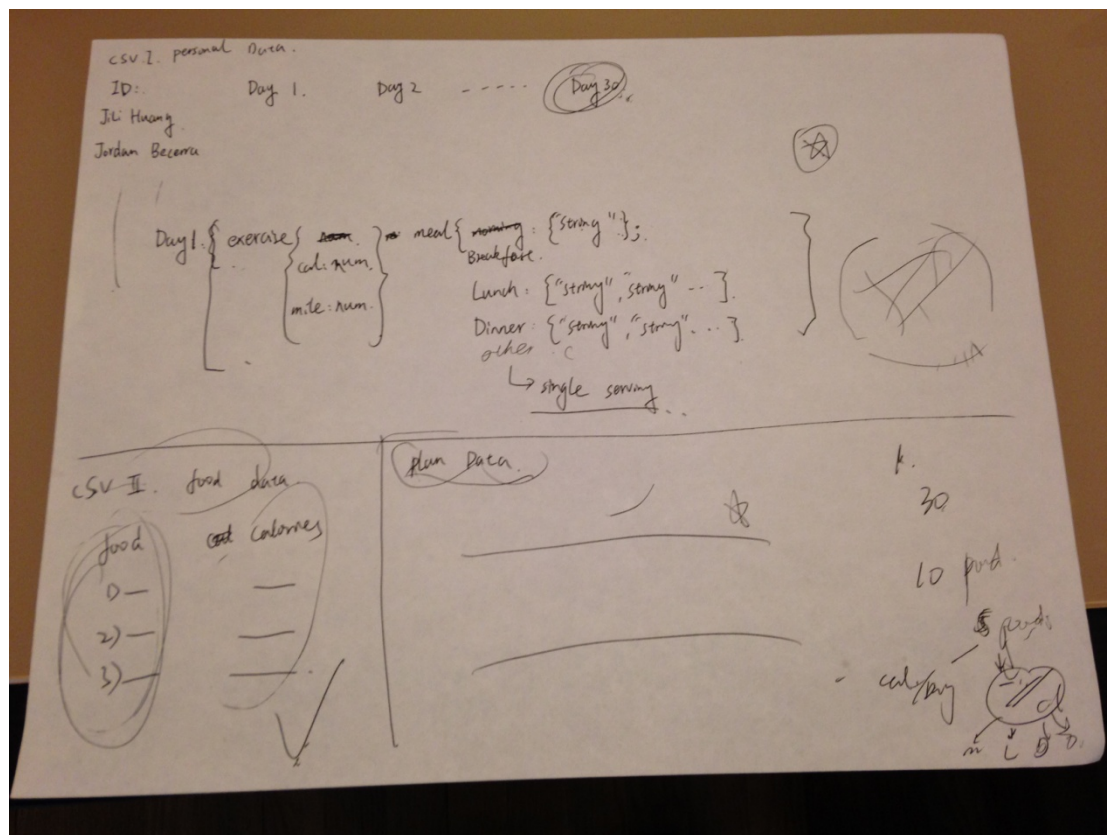 CSV I. personal Data.
ID: Day 1. Day 2 ----- Day 30
Jili Huang
Jordan Becerra
Day 1: { exercise { meal { morning : {"string"};
cal: num. Breakfast
Lunch: ["string", "string" ...].
mile: num.
Dinner: {"string", "string" ...]
other
↳ single serving
CSV II. food data
food Calories
1) —
2) —
3) —
plan Data.
30
10
cal/Day
L D